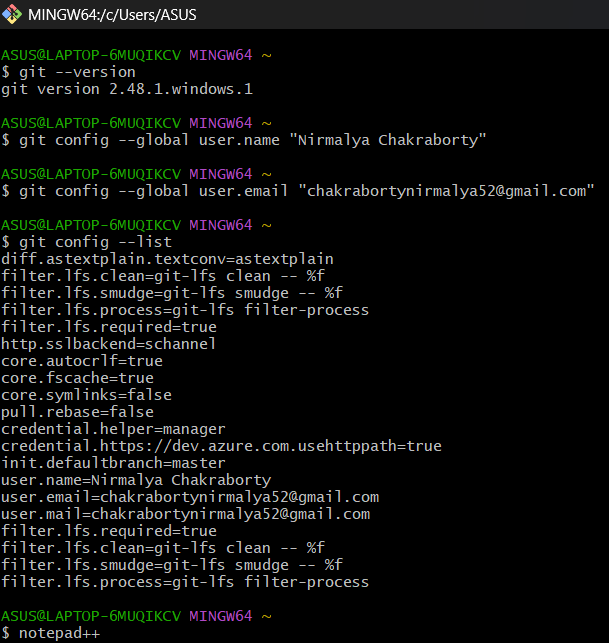 MINGW64:/c/Users/ASUS
ASUS@LAPTOP-6MUQIKCV MINGW64 ~
$ git --version
git version 2.48.1.windows.1
ASUS@LAPTOP-6MUQIKCV MINGW64 ~
$ git config --global user.name "Nirmalya Chakraborty"
ASUS@LAPTOP-6MUQIKCV MINGW64 ~
$ git config --global user.email "chakrabortynirmalya52@gmail.com"
ASUS@LAPTOP-6MUQIKCV MINGW64 ~
$ git config --list
diff.astextplain.textconv=astextplain
filter.lfs.clean=git-lfs clean -- %f
filter.lfs.smudge=git-lfs smudge -- %f
filter.lfs.process=git-lfs filter-process
filter.lfs.required=true
http.sslbackend=schannel
core.autocrlf=true
core.fscache=true
core.symlinks=false
pull.rebase=false
credential.helper=manager
credential.https://dev.azure.com.usehttppath=true
init.defaultbranch=master
user.name=Nirmalya Chakraborty
user.email=chakrabortynirmalya52@gmail.com
user.mail=chakrabortynirmalya52@gmail.com
filter.lfs.required=true
filter.lfs.clean=git-lfs clean -- %f
filter.lfs.smudge=git-lfs smudge -- %f
filter.lfs.process=git-lfs filter-process
ASUS@LAPTOP-6MUQIKCV MINGW64 ~
$ notepad++